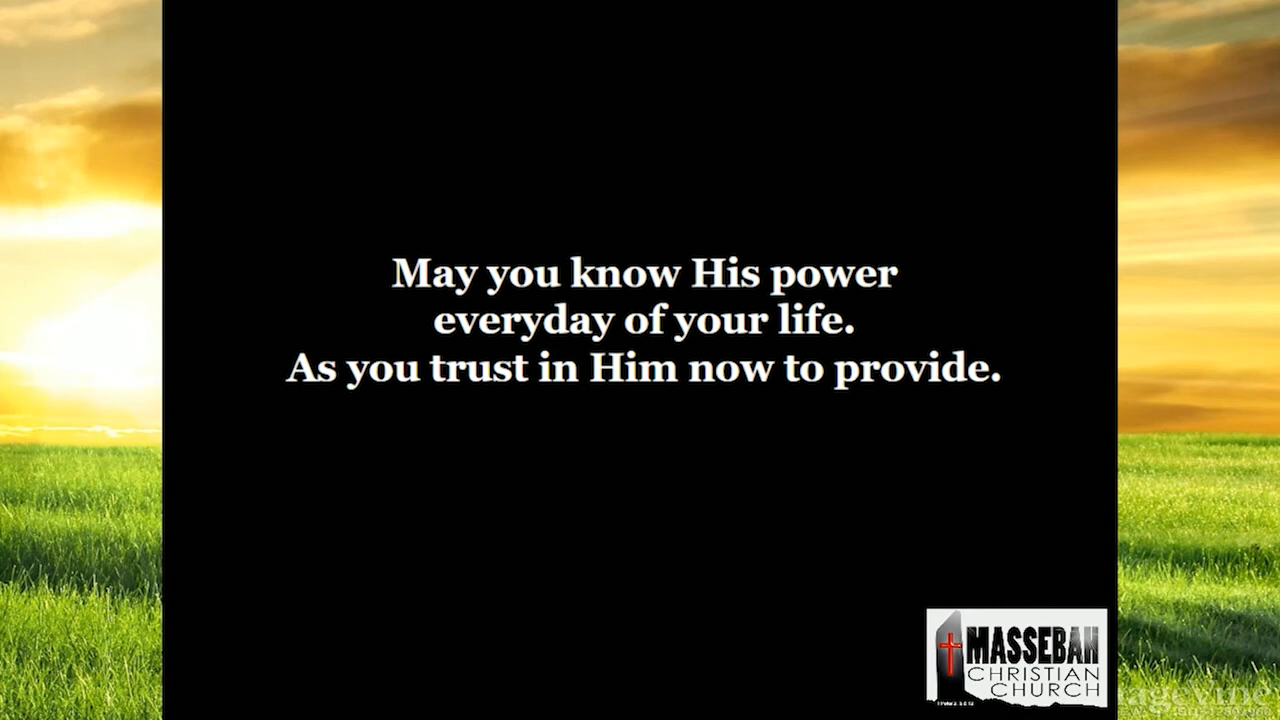 May you know His power
everyday of your life.
As you trust in Him now to provide.
MASSEBAH
CHRISTIAN
CHURCH